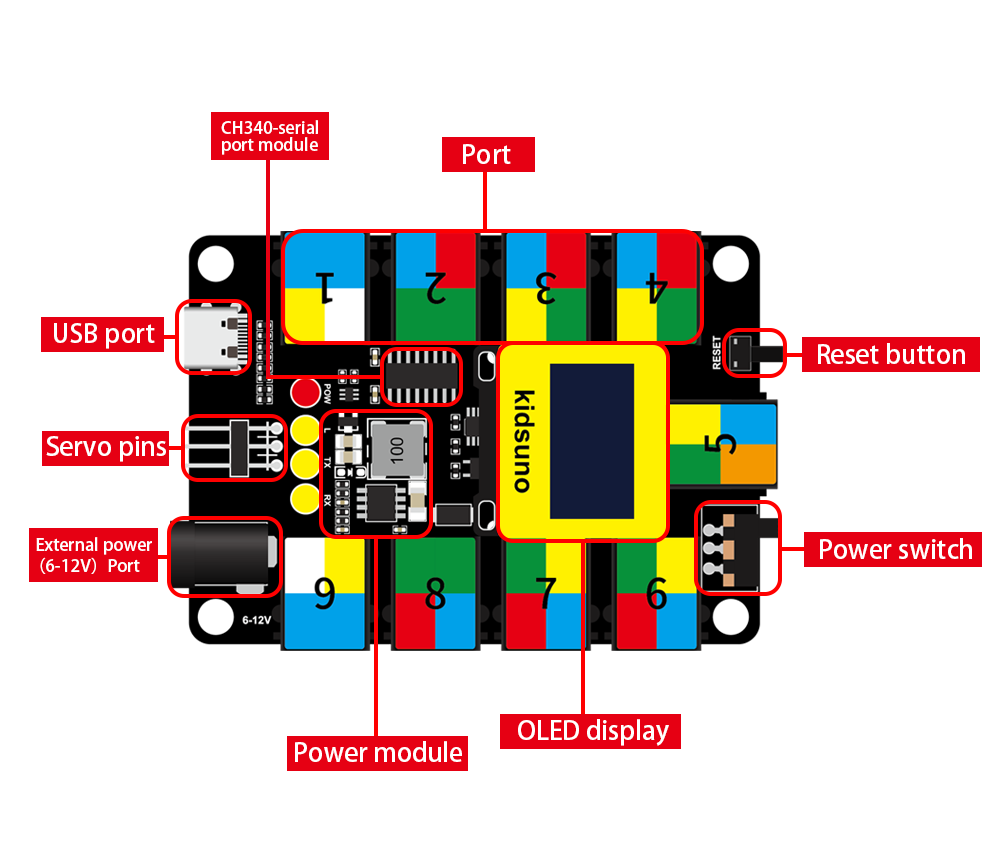 CH340-serial
port module
Port
1
2
3
4
USB port
RESET
Reset button
POW
L
TX
RX
Servo pins
100
kidsuno
5
External power
（6-12V）Port
6-12V
9
8
7
6
Power switch
Power module
OLED display